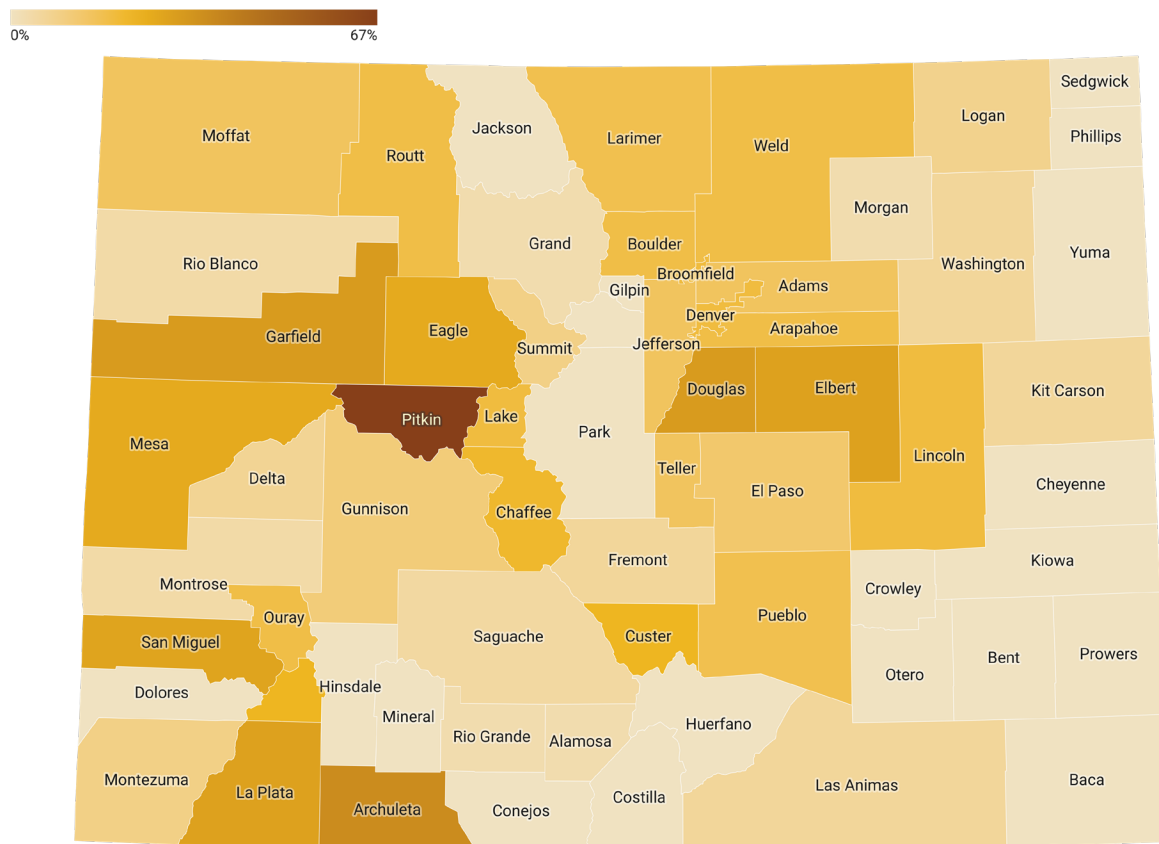 0% 67%
Sedgwick
Moffat
Routt
Jackson
Larimer
Weld
Logan
Phillips
Rio Blanco
Grand
Boulder
Morgan
Washington
Yuma
Broomfield
Gilpin
Adams
Denver
Garfield
Eagle
Summit
Jefferson
Arapahoe
Mesa
Pitkin
Lake
Park
Douglas
Elbert
Kit Carson
Delta
Gunnison
Chaffee
Teller
El Paso
Lincoln
Cheyenne
Montrose
Fremont
Crowley
Kiowa
Ouray
San Miguel
Saguache
Custer
Pueblo
Otero
Bent
Prowers
Dolores
Hinsdale
Mineral
Rio Grande
Alamosa
Huerfano
Montezuma
La Plata
Archuleta
Conejos
Costilla
Las Animas
Baca